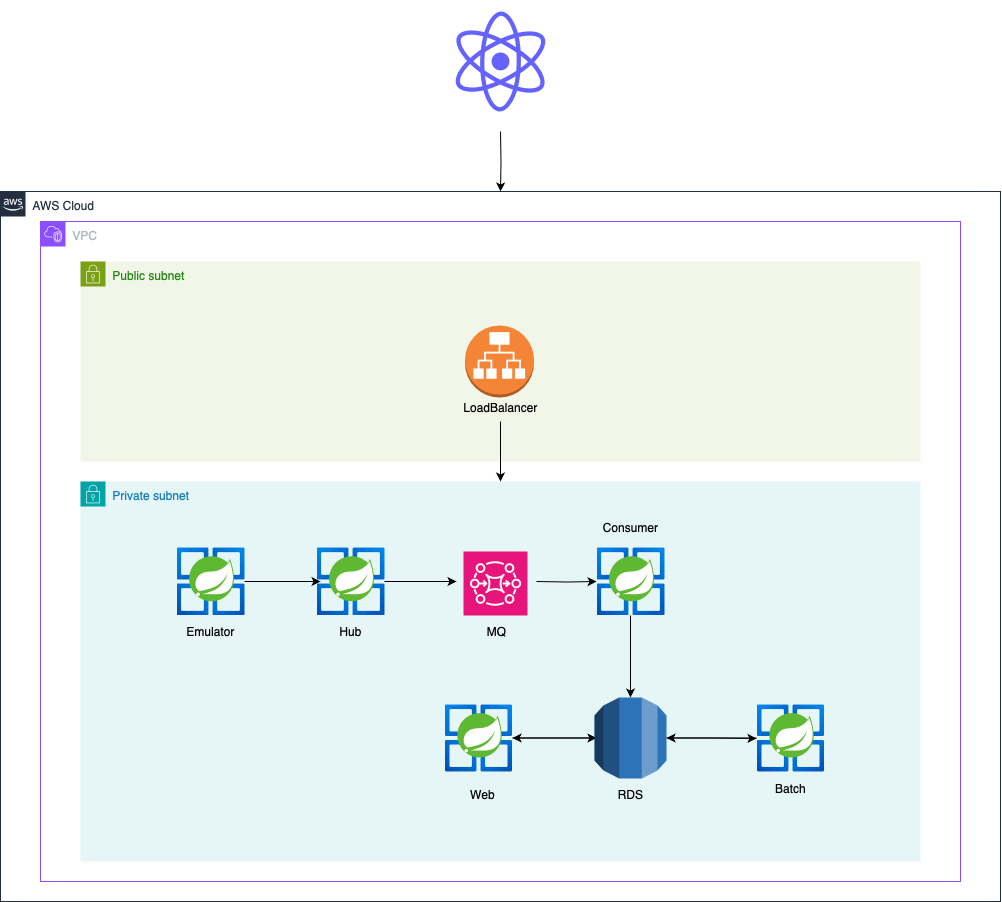 aws
AWS Cloud
VPC
Public subnet
LoadBalancer
Private subnet
Consumer
Emulator
Hub
MQ
Web
RDS
Batch